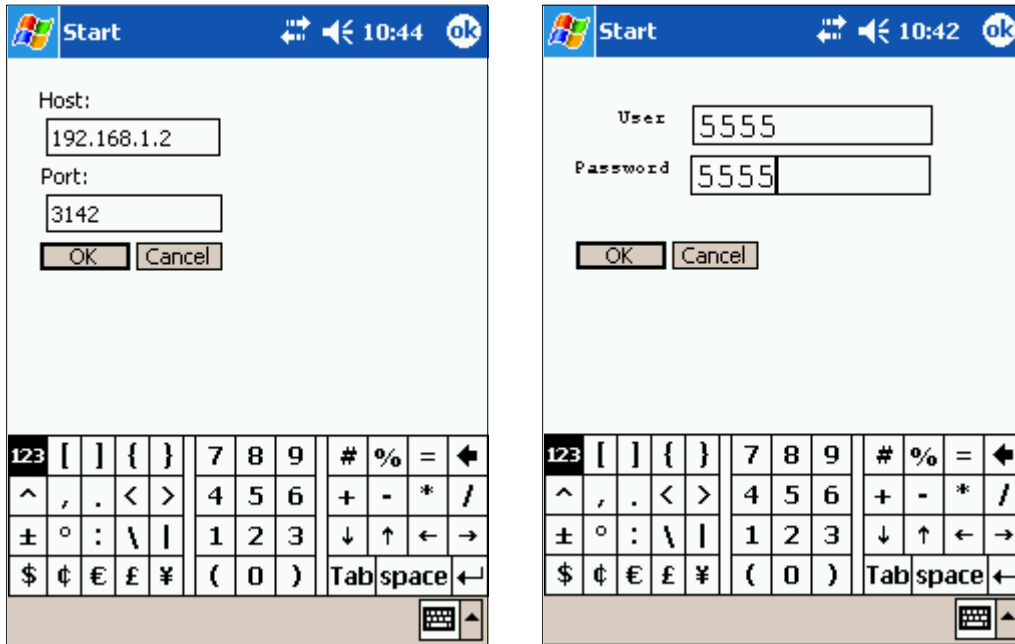 Start 10:44 ok
Host:
192.168.1.2
Port:
3142
OK Cancel
123 [ ] { } 7 8 9 # % = 🡄
^ , . < > 4 5 6 + - * /
± ° : \ | 1 2 3 ↓ ↑ ← →
$ ¢ € £ ¥ ( 0 ) Tab space ↵
Start 10:42 ok
User 5555
Password 5555
OK Cancel
123 [ ] { } 7 8 9 # % = 🡄
^ , . < > 4 5 6 + - * /
± ° : \ | 1 2 3 ↓ ↑ ← →
$ ¢ € £ ¥ ( 0 ) Tab space ←